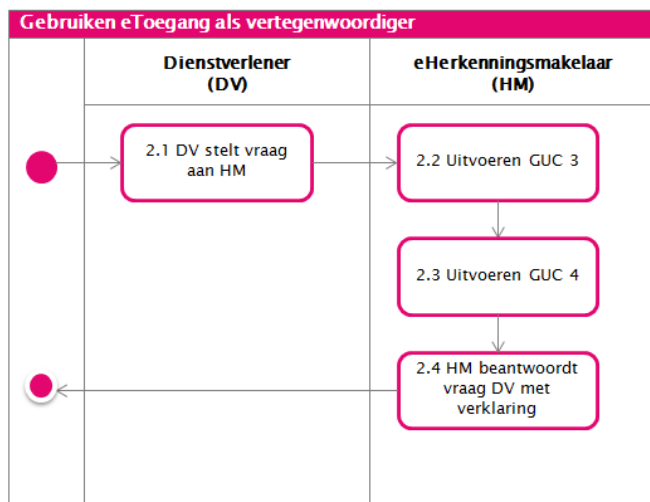 Gebruiken eToegang als vertegenwoordiger
Dienstverlener
(DV)
eHerkenningsmakelaar
(HM)
2.1 DV stelt vraag
aan HM
2.2 Uitvoeren GUC 3
2.3 Uitvoeren GUC 4
2.4 HM beantwoordt
vraag DV met
verklaring